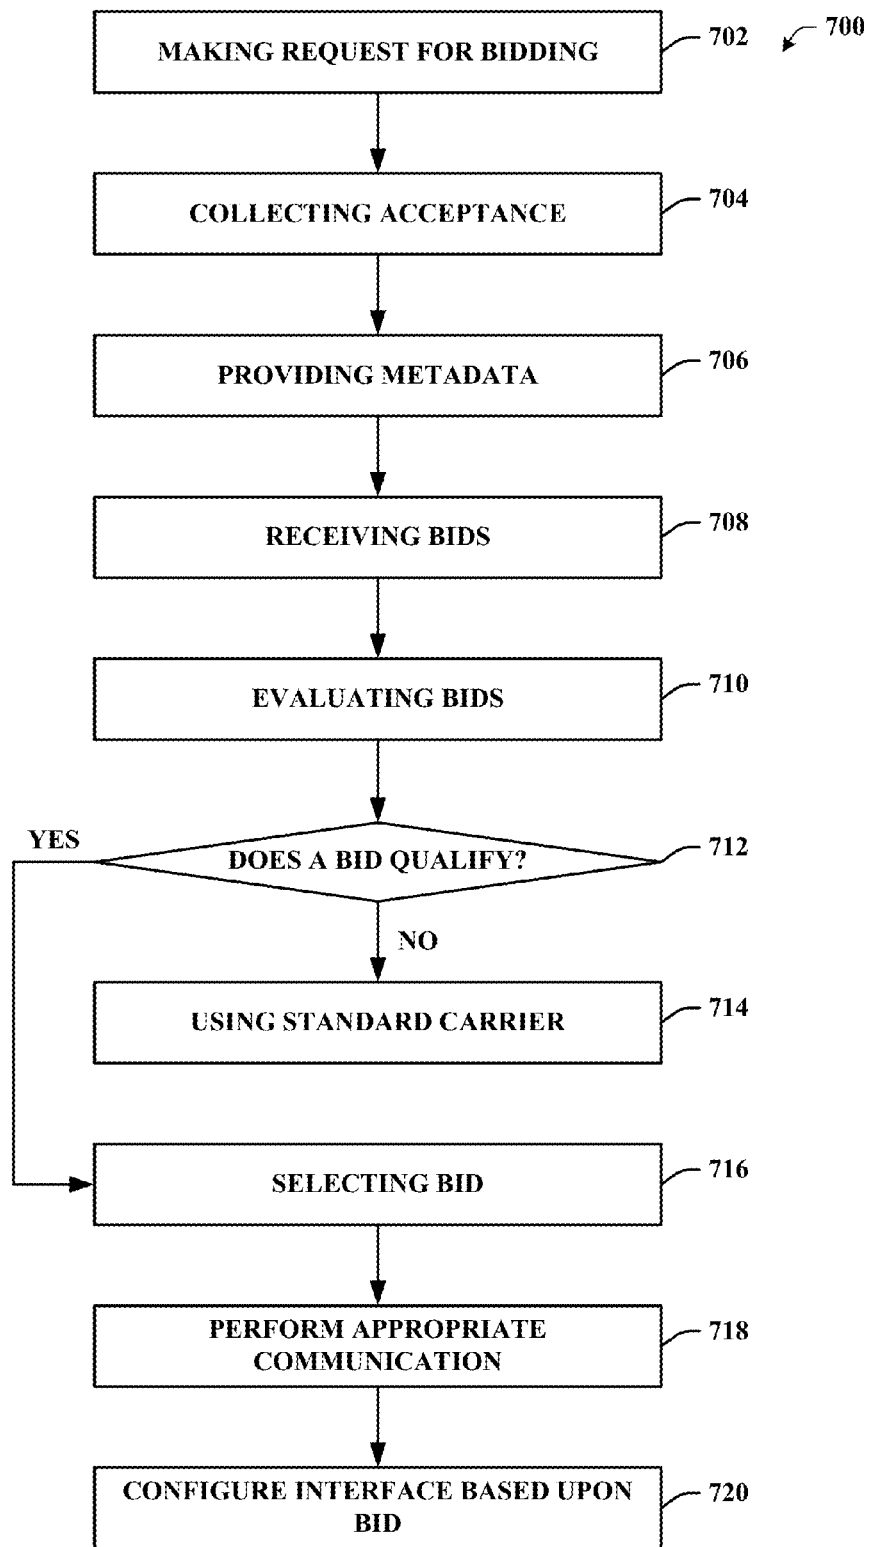 MAKING REQUEST FOR BIDDING
702
700
COLLECTING ACCEPTANCE
704
PROVIDING METADATA
706
RECEIVING BIDS
708
EVALUATING BIDS
710
YES
DOES A BID QUALIFY?
712
NO
USING STANDARD CARRIER
714
SELECTING BID
716
PERFORM APPROPRIATE
COMMUNICATION
718
CONFIGURE INTERFACE BASED UPON
BID
720